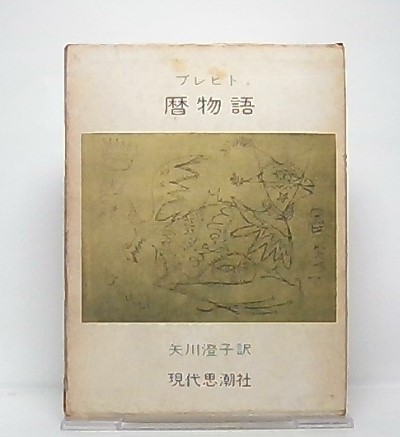 ブレヒト
暦物語
矢川澄子訳
現代思潮社